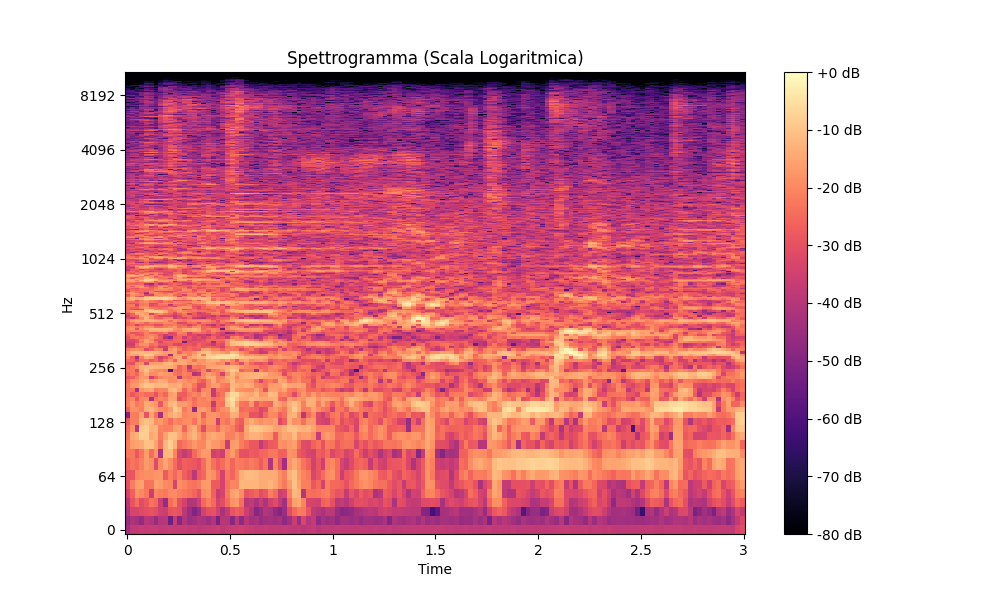 Spettrogramma (Scala Logaritmica)
Hz
8192
4096
2048
1024
512
256
128
64
0
0 0.5 1 1.5 2 2.5 3
Time
+0 dB
-10 dB
-20 dB
-30 dB
-40 dB
-50 dB
-60 dB
-70 dB
-80 dB